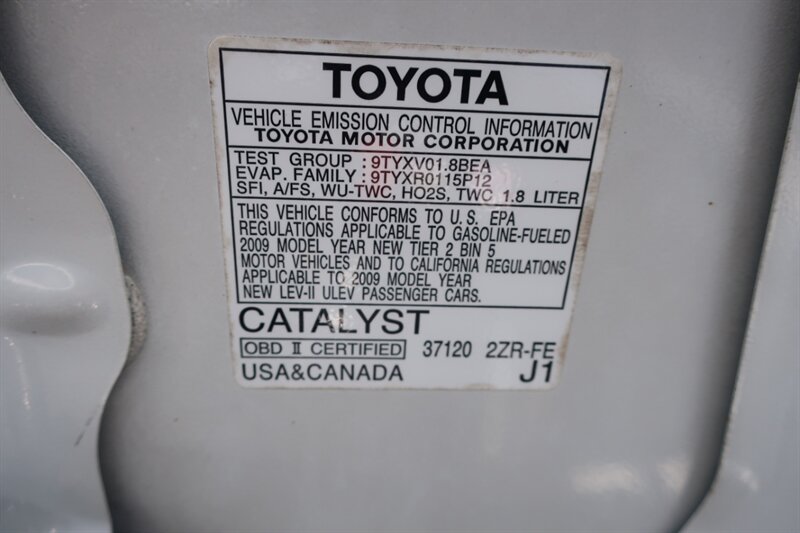 TOYOTA
VEHICLE EMISSION CONTROL INFORMATION
TOYOTA MOTOR CORPORATION
TEST GROUP : 9TYXV01.8BEA
EVAP. FAMILY : 9TYXR0115P12
SFI, A/FS, WU-TWC, HO2S, TWC 1.8 LITER
THIS VEHICLE CONFORMS TO U.S. EPA
REGULATIONS APPLICABLE TO GASOLINE-FUELED
2009 MODEL YEAR NEW TIER 2 BIN 5
MOTOR VEHICLES AND TO CALIFORNIA REGULATIONS
APPLICABLE TO 2009 MODEL YEAR
NEW LEV-II ULEV PASSENGER CARS.
CATALYST
OBD II CERTIFIED 37120 2ZR-FE
USA&CANADA J1